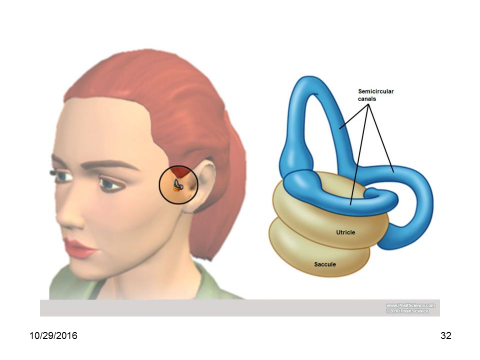 Semicircular
canals
Utricle
Saccule
10/29/2016
32